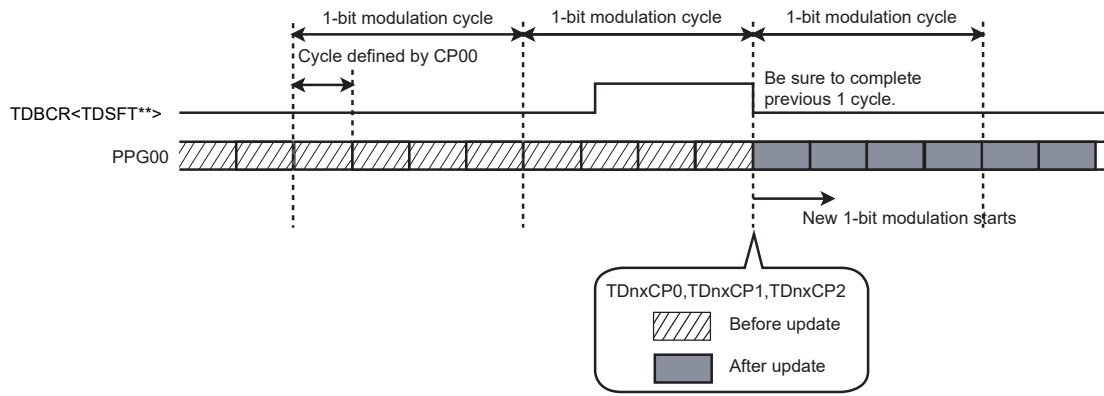 1-bit modulation cycle 1-bit modulation cycle 1-bit modulation cycle
Cycle defined by CP00
Be sure to complete
previous 1 cycle.
TDBCR<TDSFT**>
PPG00
New 1-bit modulation starts
TDnxCP0,TDnxCP1,TDnxCP2
Before update
After update